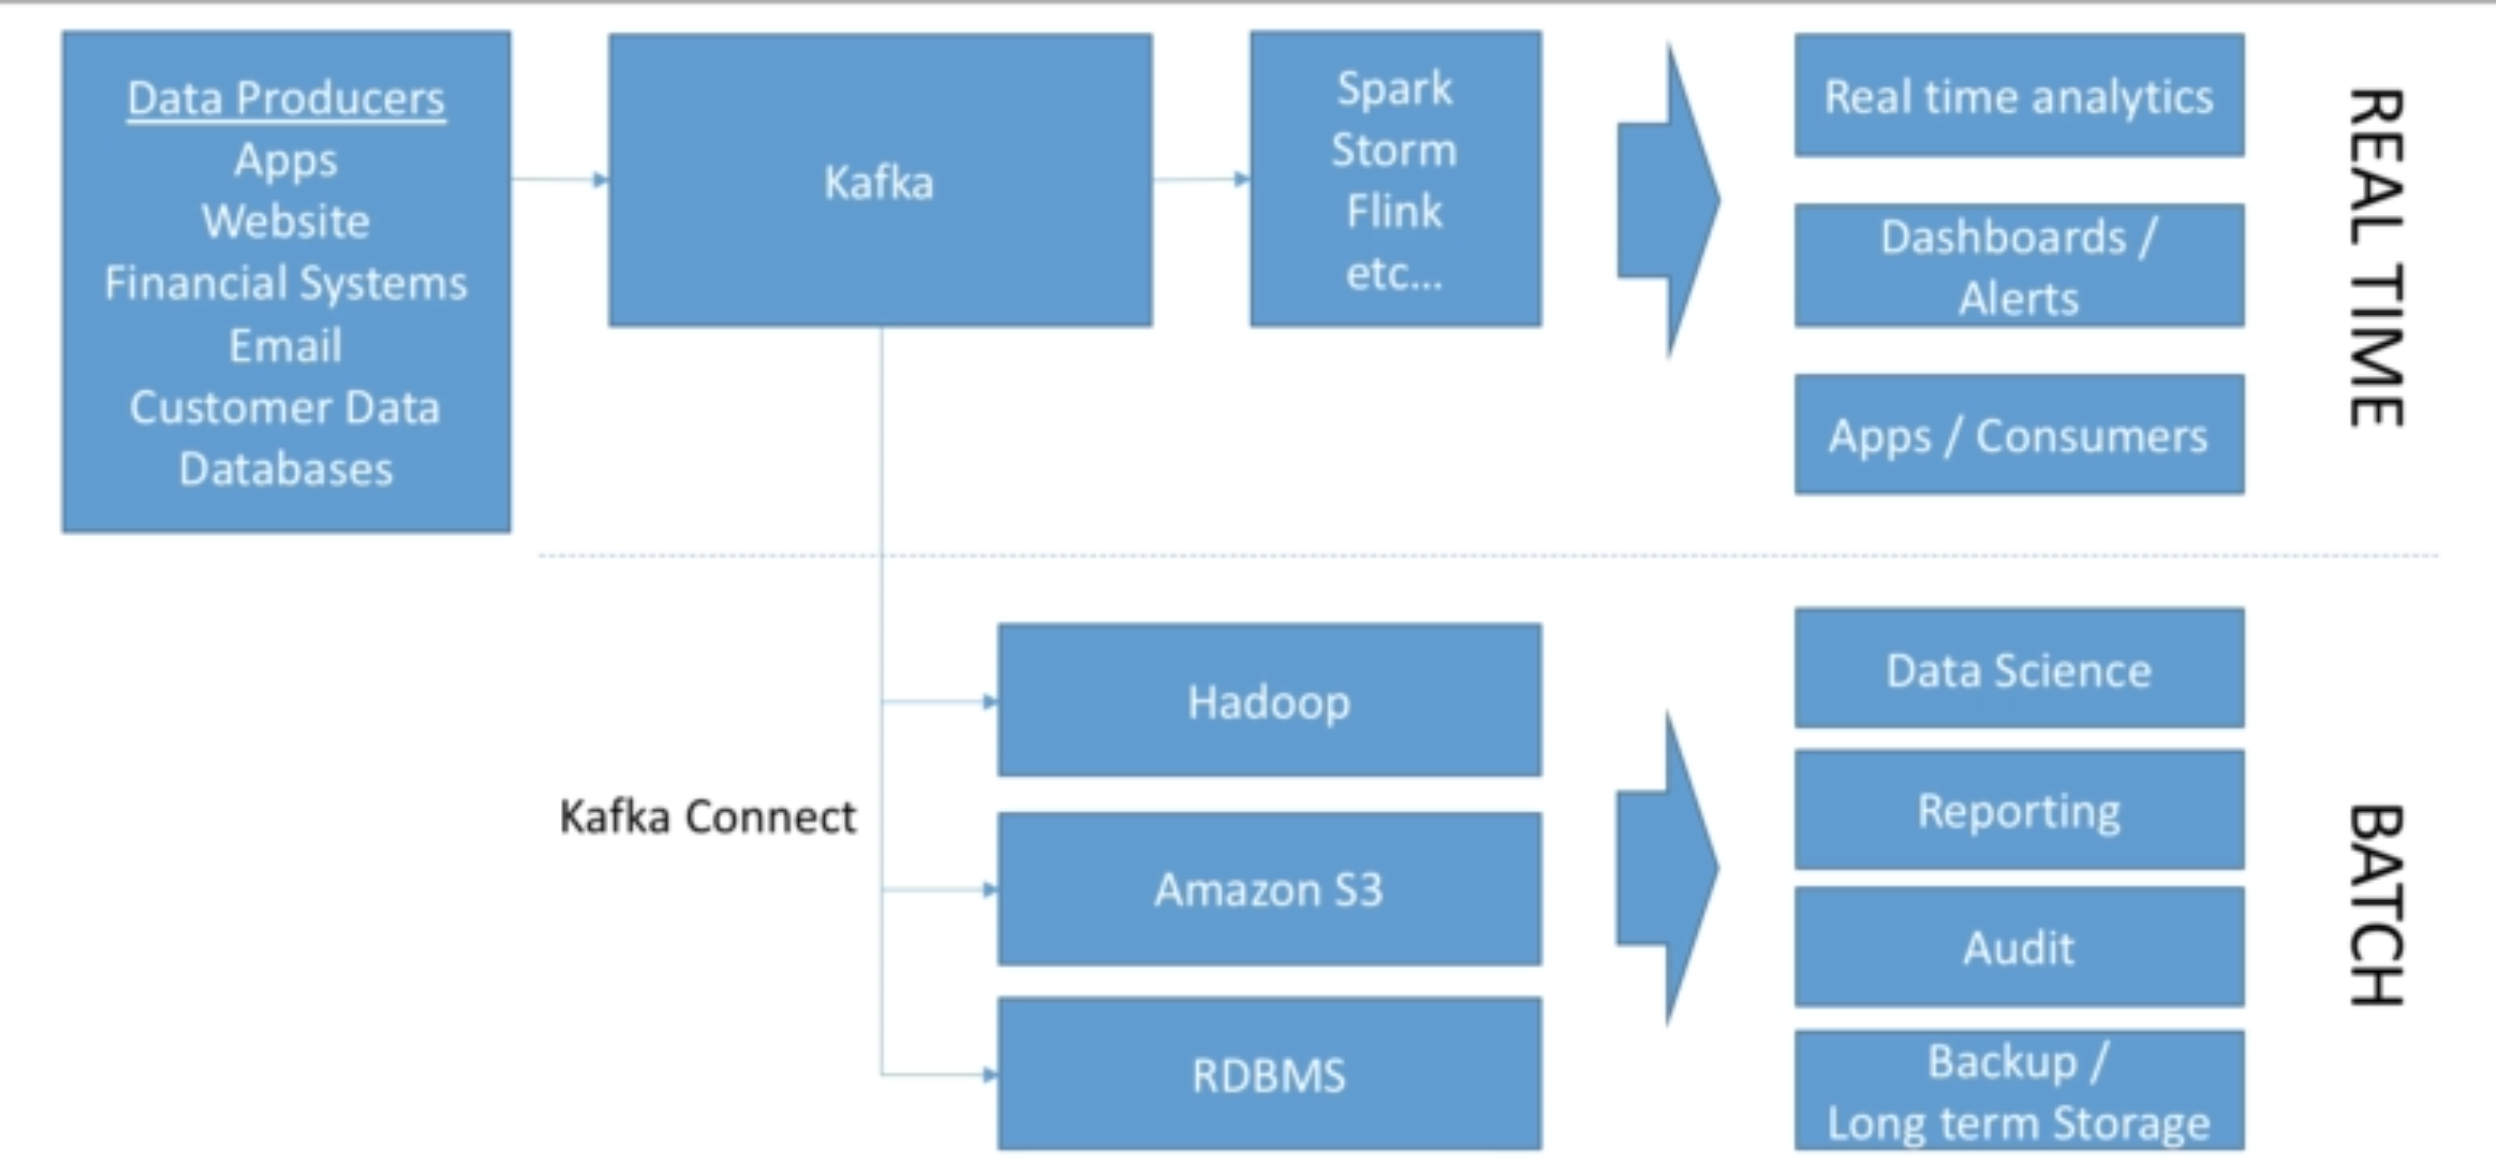 Data Producers
Apps
Website
Financial Systems
Email
Customer Data
Databases
Kafka
Spark
Storm
Flink
etc...
Real time analytics
Dashboards /
Alerts
Apps / Consumers
REAL TIME
Kafka Connect
Hadoop
Amazon S3
RDBMS
Data Science
Reporting
Audit
Backup /
Long term Storage
BATCH